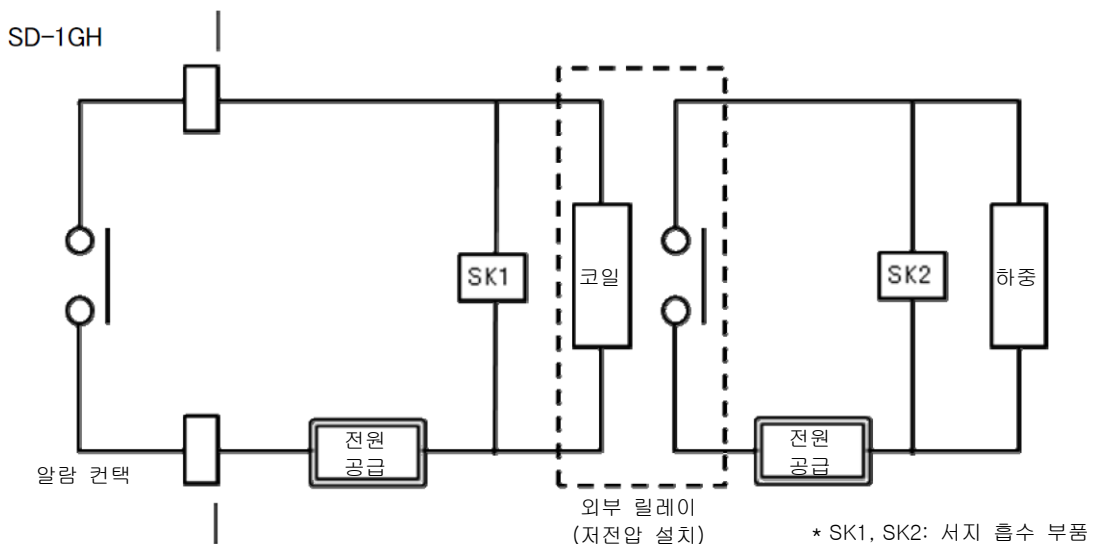 SD-1GH
SK1
코일
SK2
하중
전원
공급
전원
공급
알람 컨택
외부 릴레이
(저전압 설치)
* SK1, SK2: 서지 흡수 부품